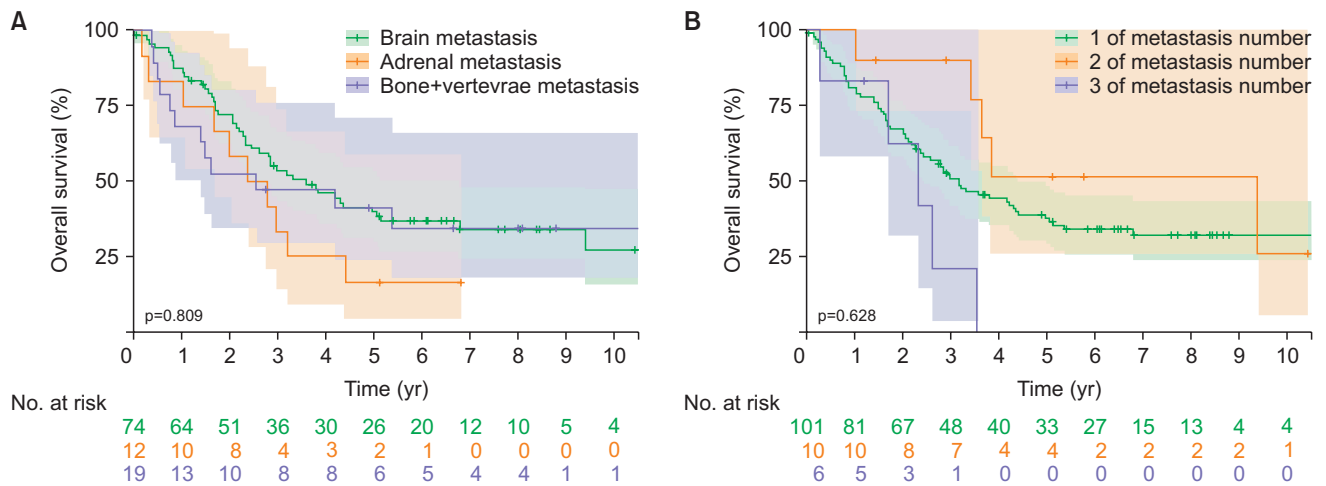 A
Brain metastasis
Adrenal metastasis
Bone+vertevrae metastasis
Overall survival (%)
100
75
50
25
p=0.809
0 1 2 3 4 5 6 7 8 9 10
Time (yr)
No. at risk
74 64 51 36 30 26 20 12 10 5 4
12 10 8 4 3 2 1 0 0 0 0
19 13 10 8 8 6 5 4 4 1 1
B
1 of metastasis number
2 of metastasis number
3 of metastasis number
Overall survival (%)
100
75
50
25
p=0.628
0 1 2 3 4 5 6 7 8 9 10
Time (yr)
No. at risk
101 81 67 48 40 33 27 15 13 4 4
10 10 8 7 4 4 2 2 2 2 1
6 5 3 1 0 0 0 0 0 0 0